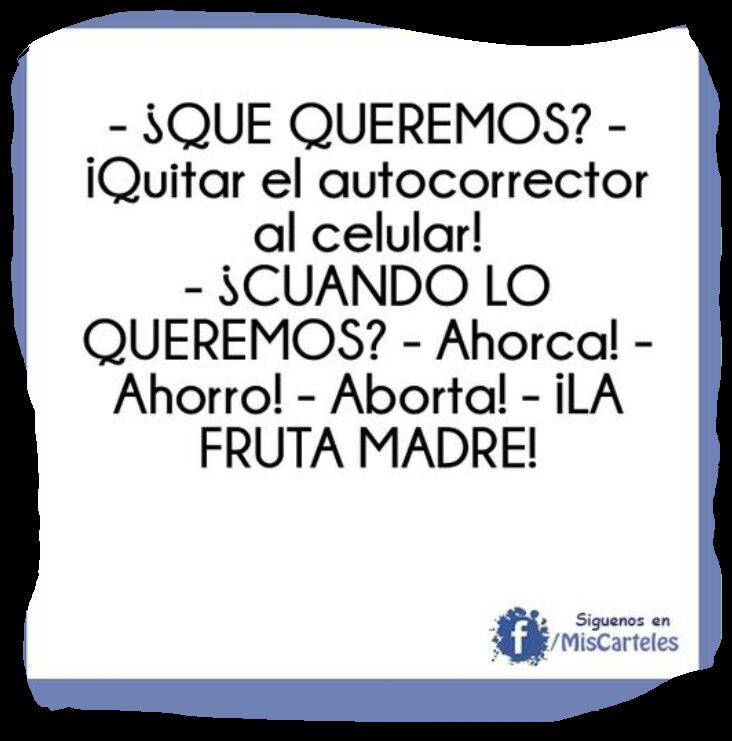 - ¿QUE QUEREMOS? -
¡Quitar el autocorrector
al celular!
- ¿CUANDO LO
QUEREMOS? - Ahorca! -
Ahorro! - Aborta! - ¡LA
FRUTA MADRE!
Siguenos en
f/MisCarteles